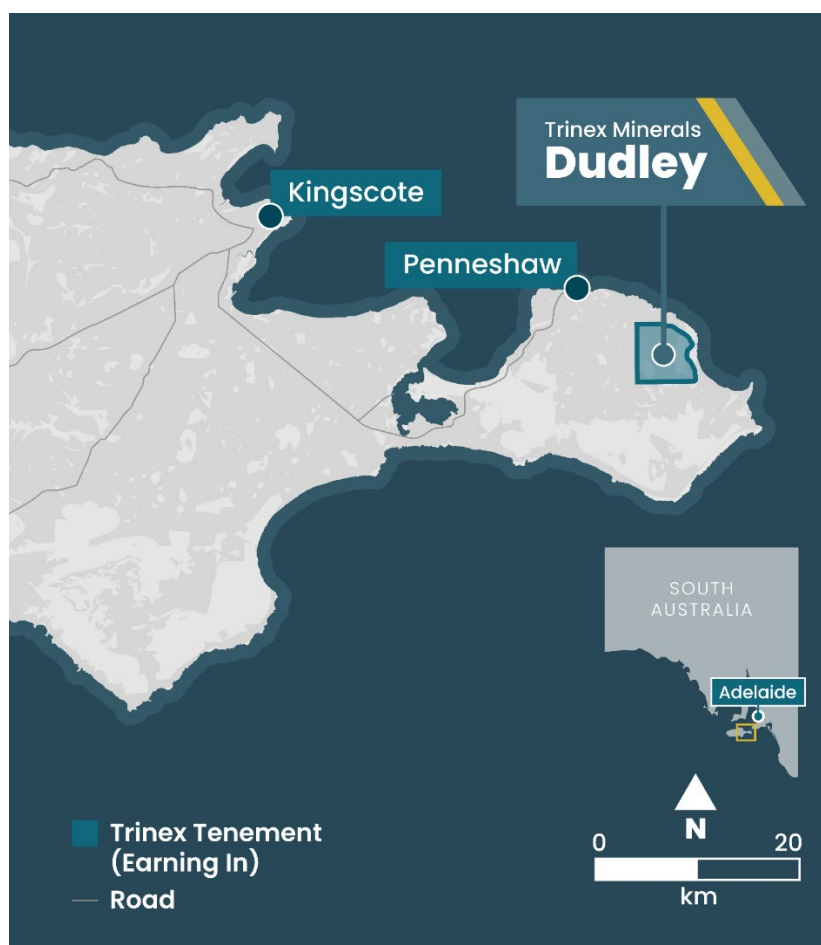 Trinex Minerals
Dudley
Kingscote
Penneshaw
SOUTH
AUSTRALIA
Adelaide
Trinex Tenement
(Earning In)
Road
N
0 20
km